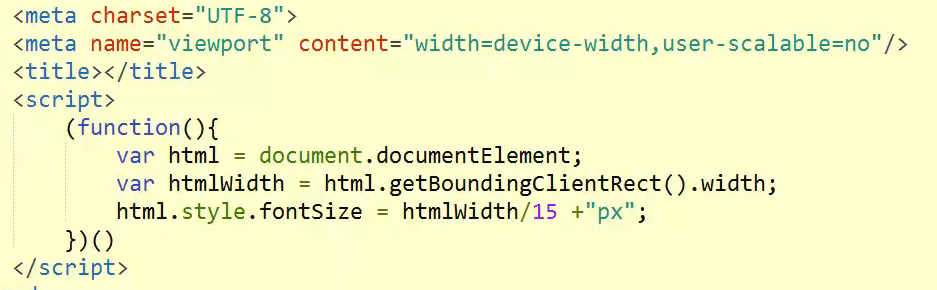 <meta charset="UTF-8">
<meta name="viewport" content="width=device-width,user-scalable=no"/>
<title></title>
<script>
(function(){
var html = document.documentElement;
var htmlWidth = html.getBoundingClientRect().width;
html.style.fontSize = htmlWidth/15 +"px";
})()
</script>